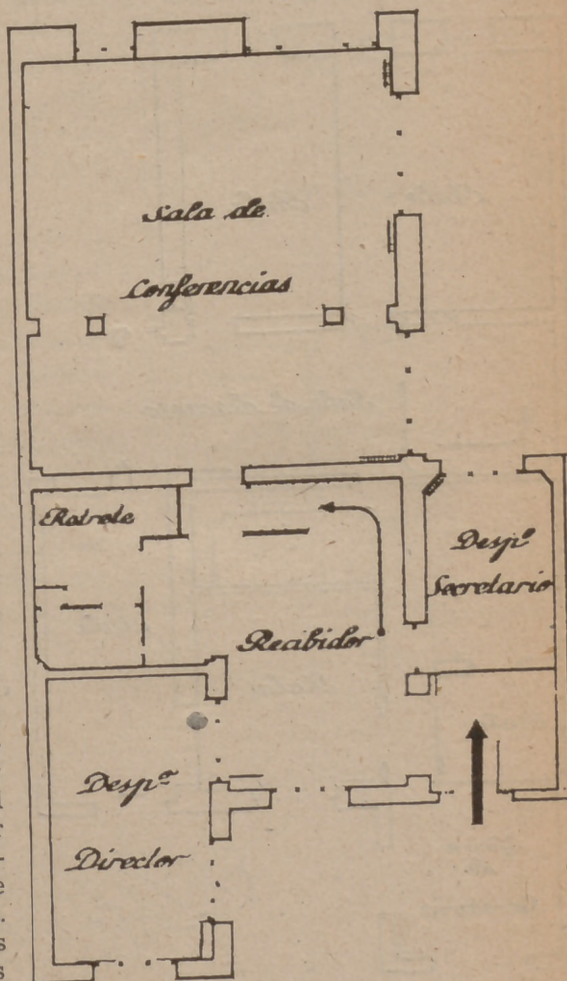 Sala de
Conferencias
Retrete
Despº
Secretario
Recibidor
Despº
Director